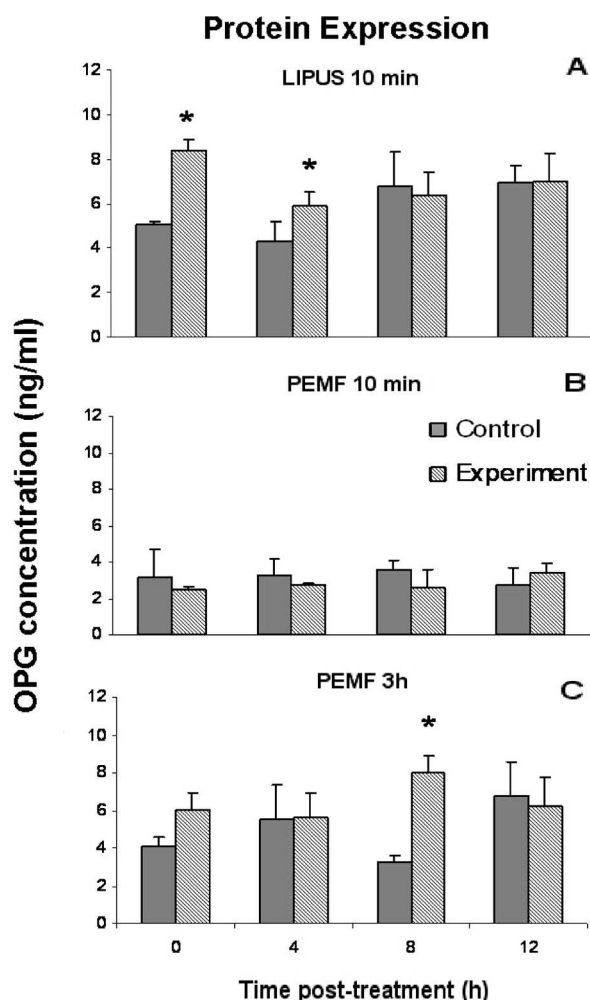 Protein Expression
A
LIPUS 10 min
12
10
8
6
4
2
0
*
*
B
PEMF 10 min
12
10
8
6
4
2
0
Control
Experiment
C
PEMF 3h
12
10
8
6
4
2
0
*
0 4 8 12
Time post-treatment (h)
OPG concentration (ng/ml)